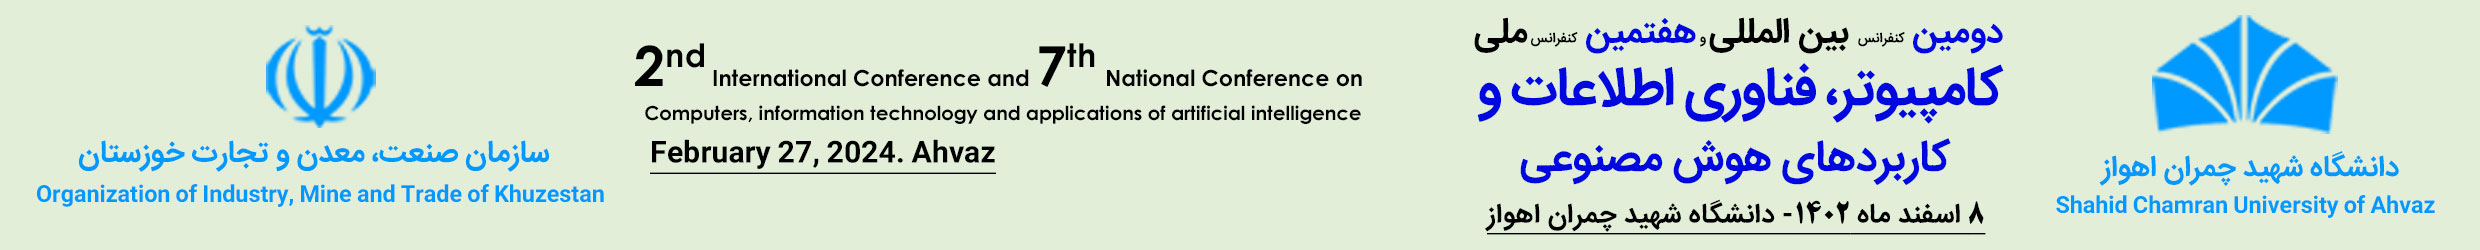 سازمان صنعت، معدن و تجارت خوزستان
Organization of Industry, Mine and Trade of Khuzestan
2nd International Conference and 7th National Conference on
Computers, information technology and applications of artificial intelligence
February 27, 2024. Ahvaz
دومین کنفرانس بین المللی و هفتمین کنفرانس ملی
کامپیوتر، فناوری اطلاعات و
کاربردهای هوش مصنوعی
۸ اسفند ماه ۱۴۰۲- دانشگاه شهید چمران اهواز
دانشگاه شهید چمران اهواز
Shahid Chamran University of Ahvaz